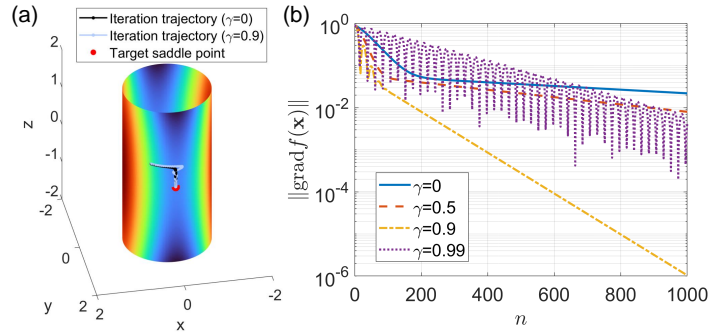 (a)
Iteration trajectory (γ=0)
Iteration trajectory (γ=0.9)
Target saddle point
2
1
0
-1
-2
z
-2
0
2
y
2
0
-2
x
(b)
10^0
10^-2
10^-4
10^-6
‖grad f(x)‖
γ=0
γ=0.5
γ=0.9
γ=0.99
0 200 400 600 800 1000
n